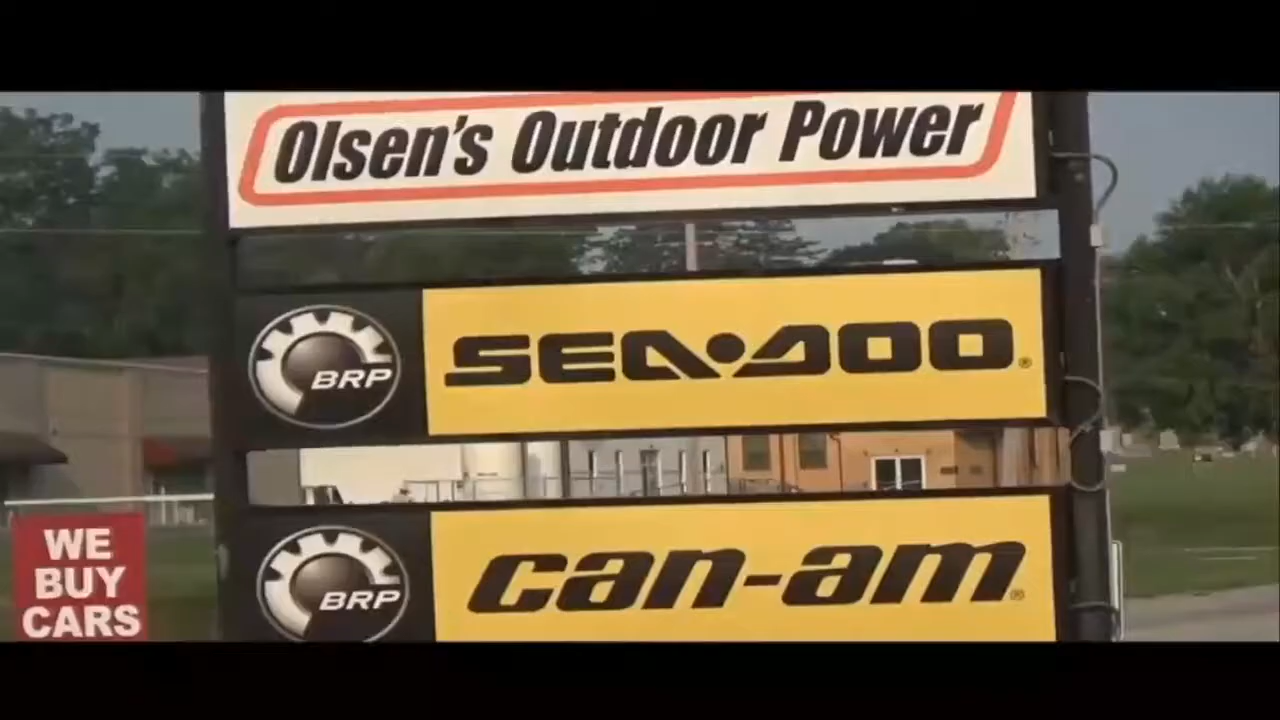 Olsen's Outdoor Power
BRP
SEA-DOO®
BRP
can-am®
WE
BUY
CARS